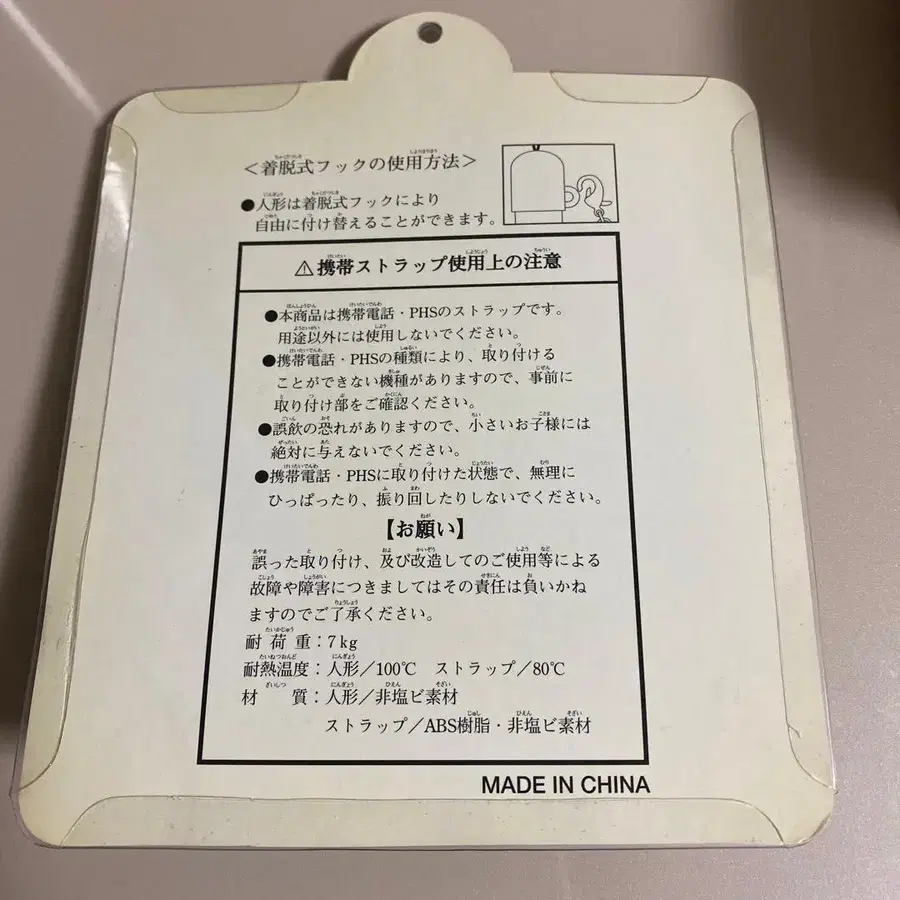 <着脱式フックの使用方法>
●人形は着脱式フックにより
自由に付け替えることができます。
⚠携帯ストラップ使用上の注意
●本商品は携帯電話・PHSのストラップです。
用途以外には使用しないでください。
●携帯電話・PHSの種類により、取り付ける
ことができない機種がありますので、事前に
取り付け部をご確認ください。
●誤飲の恐れがありますので、小さいお子様には
絶対に与えないでください。
●携帯電話・PHSに取り付けた状態で、無理に
ひっぱったり、振り回したりしないでください。
【お願い】
誤った取り付け、及び改造してのご使用等による
故障や障害につきましてはその責任は負いかね
ますのでご了承ください。
耐荷重:7kg
耐熱温度:人形/100℃ ストラップ/80℃
材質:人形/非塩ビ素材
ストラップ/ABS樹脂・非塩ビ素材
MADE IN CHINA